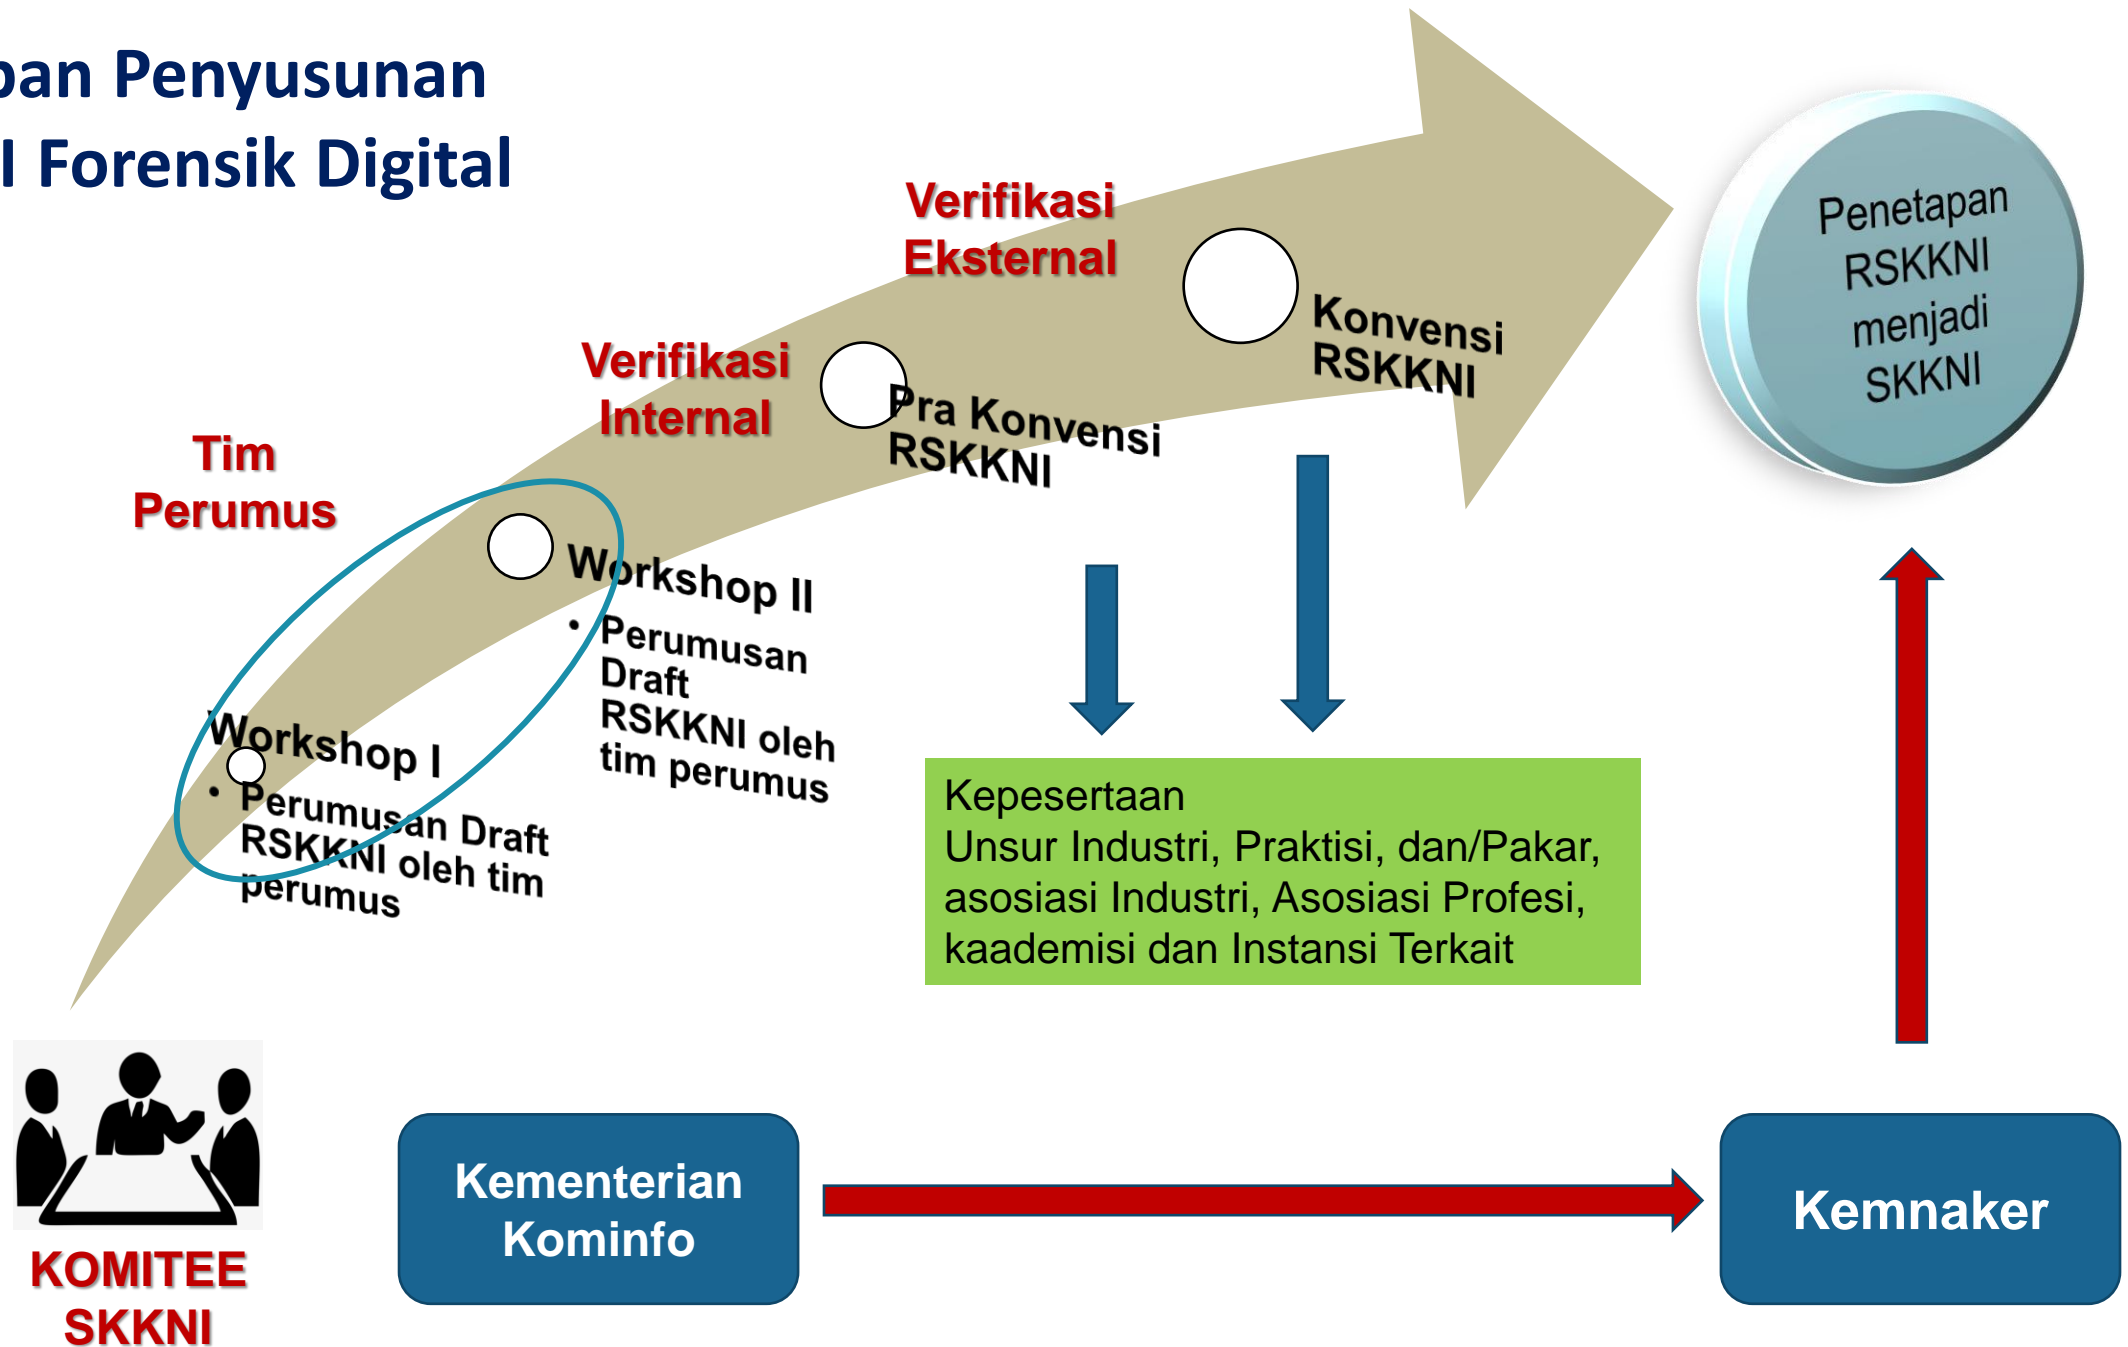 pan Penyusunan
I Forensik Digital
Verifikasi
Eksternal
Penetapan
RSKKNI
menjadi
SKKNI
Konvensi
RSKKNI
Verifikasi
Internal
Pra Konvensi
RSKKNI
Tim
Perumus
Workshop II
• Perumusan
Draft
RSKKNI oleh
tim perumus
Workshop I
• Perumusan Draft
RSKKNI oleh tim
perumus
Kepesertaan
Unsur Industri, Praktisi, dan/Pakar,
asosiasi Industri, Asosiasi Profesi,
kaademisi dan Instansi Terkait
KOMITEE
SKKNI
Kementerian
Kominfo
Kemnaker